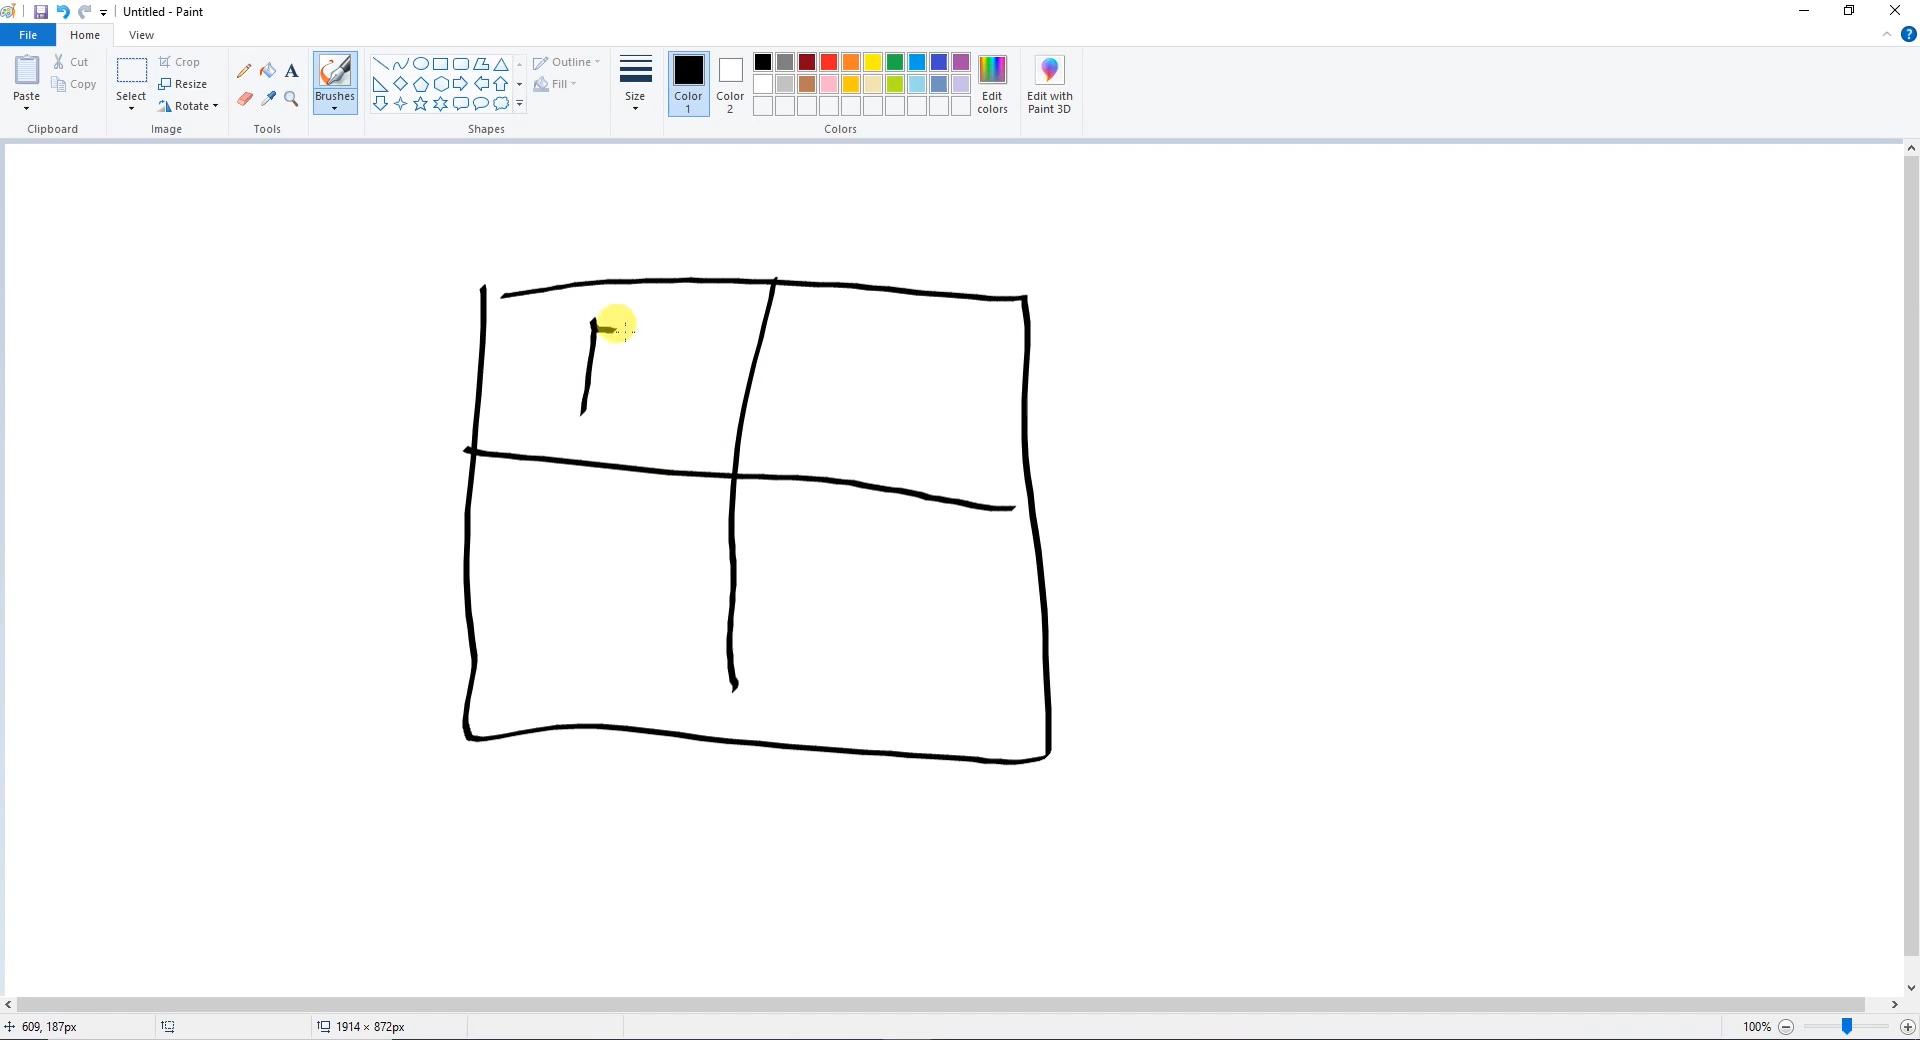 Untitled - Paint
File Home View
Paste
Cut
Copy
Clipboard
Select
Crop
Resize
Rotate
Image
A
Tools
Brushes
Shapes
Outline
Fill
Size
Color 1
Color 2
Colors
Edit colors
Edit with Paint 3D
609, 187px
1914 × 872px
100%